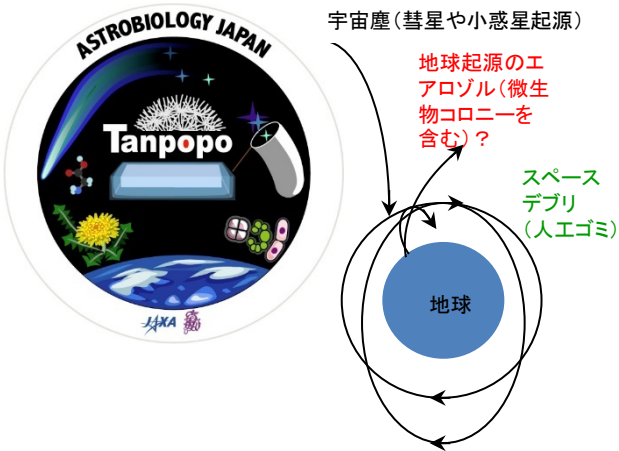 ASTROBIOLOGY JAPAN
Tanpopo
JAXA
宇宙塵(彗星や小惑星起源)
地球起源のエ
アロゾル(微生
物コロニーを
含む)?
スペース
デブリ
(人工ゴミ)
地球